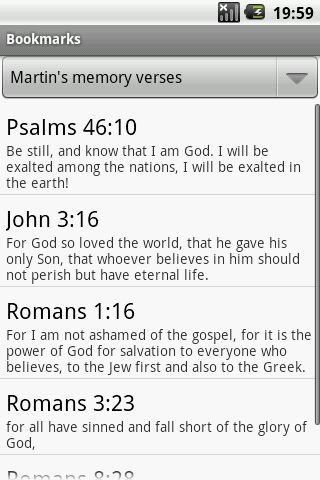 19:59
Bookmarks
Martin's memory verses
Psalms 46:10
Be still, and know that I am God. I will be
exalted among the nations, I will be exalted in
the earth!
John 3:16
For God so loved the world, that he gave his
only Son, that whoever believes in him should
not perish but have eternal life.
Romans 1:16
For I am not ashamed of the gospel, for it is the
power of God for salvation to everyone who
believes, to the Jew first and also to the Greek.
Romans 3:23
for all have sinned and fall short of the glory of
God,
Romans 8:28